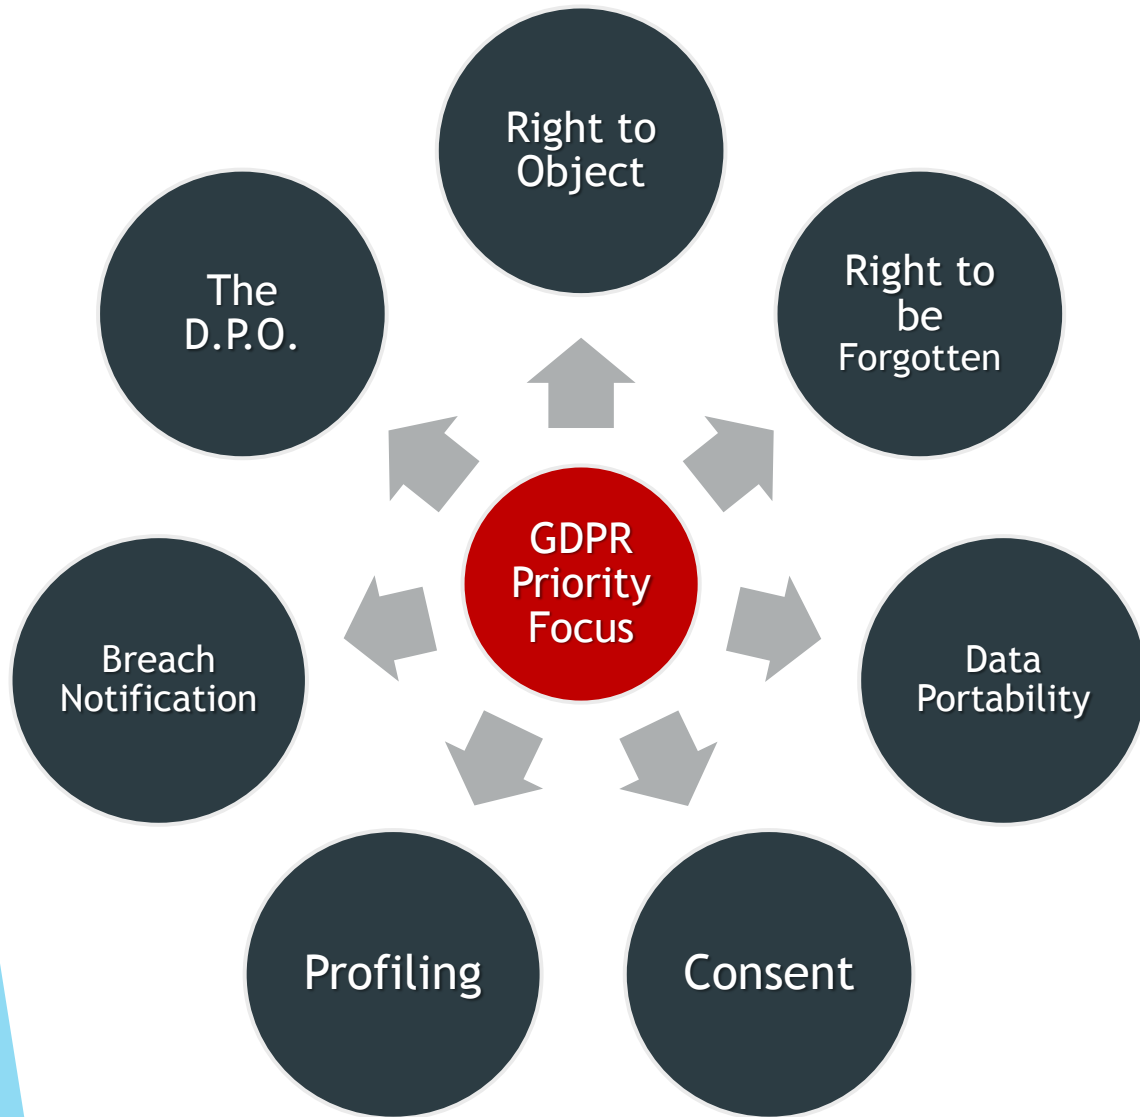 Right to
Object
Right to
be
Forgotten
Data
Portability
Consent
Profiling
Breach
Notification
The
D.P.O.
GDPR
Priority
Focus